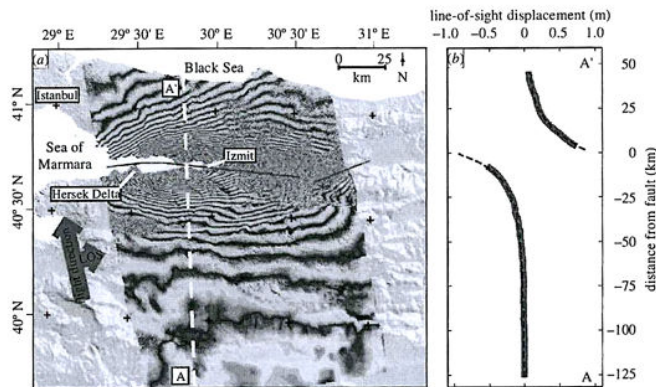 line-of-sight displacement (m)
29° E 29° 30' E 30° E 30° 30' E 31° E
−1.0 −0.5 0 0.5 1.0
(a)
Black Sea
0 25
km
N
(b)
A'
50
A'
Istanbul
41° N
25
Sea of
Marmara
Izmit
0
Hersek Delta
−25
40° 30' N
−50
LOS
flight direction
−75
distance from fault (km)
40° N
−100
A
A
−125